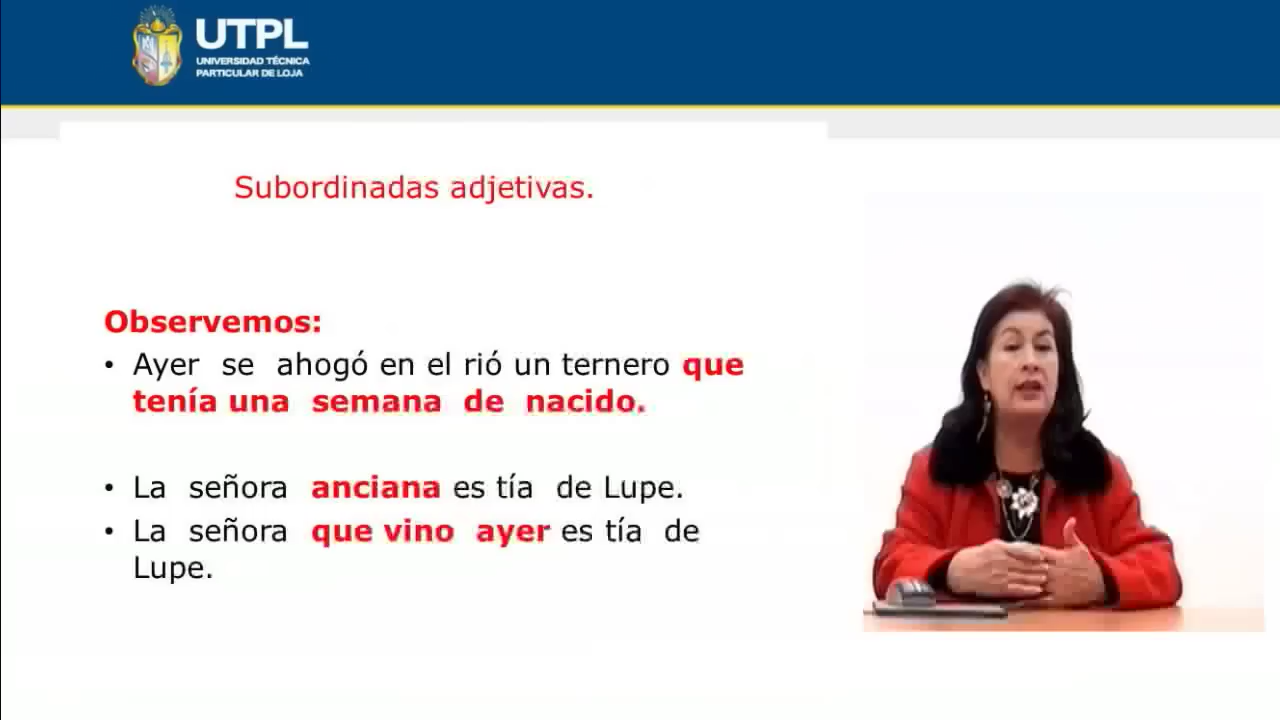 UTPL
UNIVERSIDAD TÉCNICA
PARTICULAR DE LOJA
Subordinadas adjetivas.
Observemos:
• Ayer se ahogó en el rió un ternero que
tenía una semana de nacido.
• La señora anciana es tía de Lupe.
• La señora que vino ayer es tía de
Lupe.